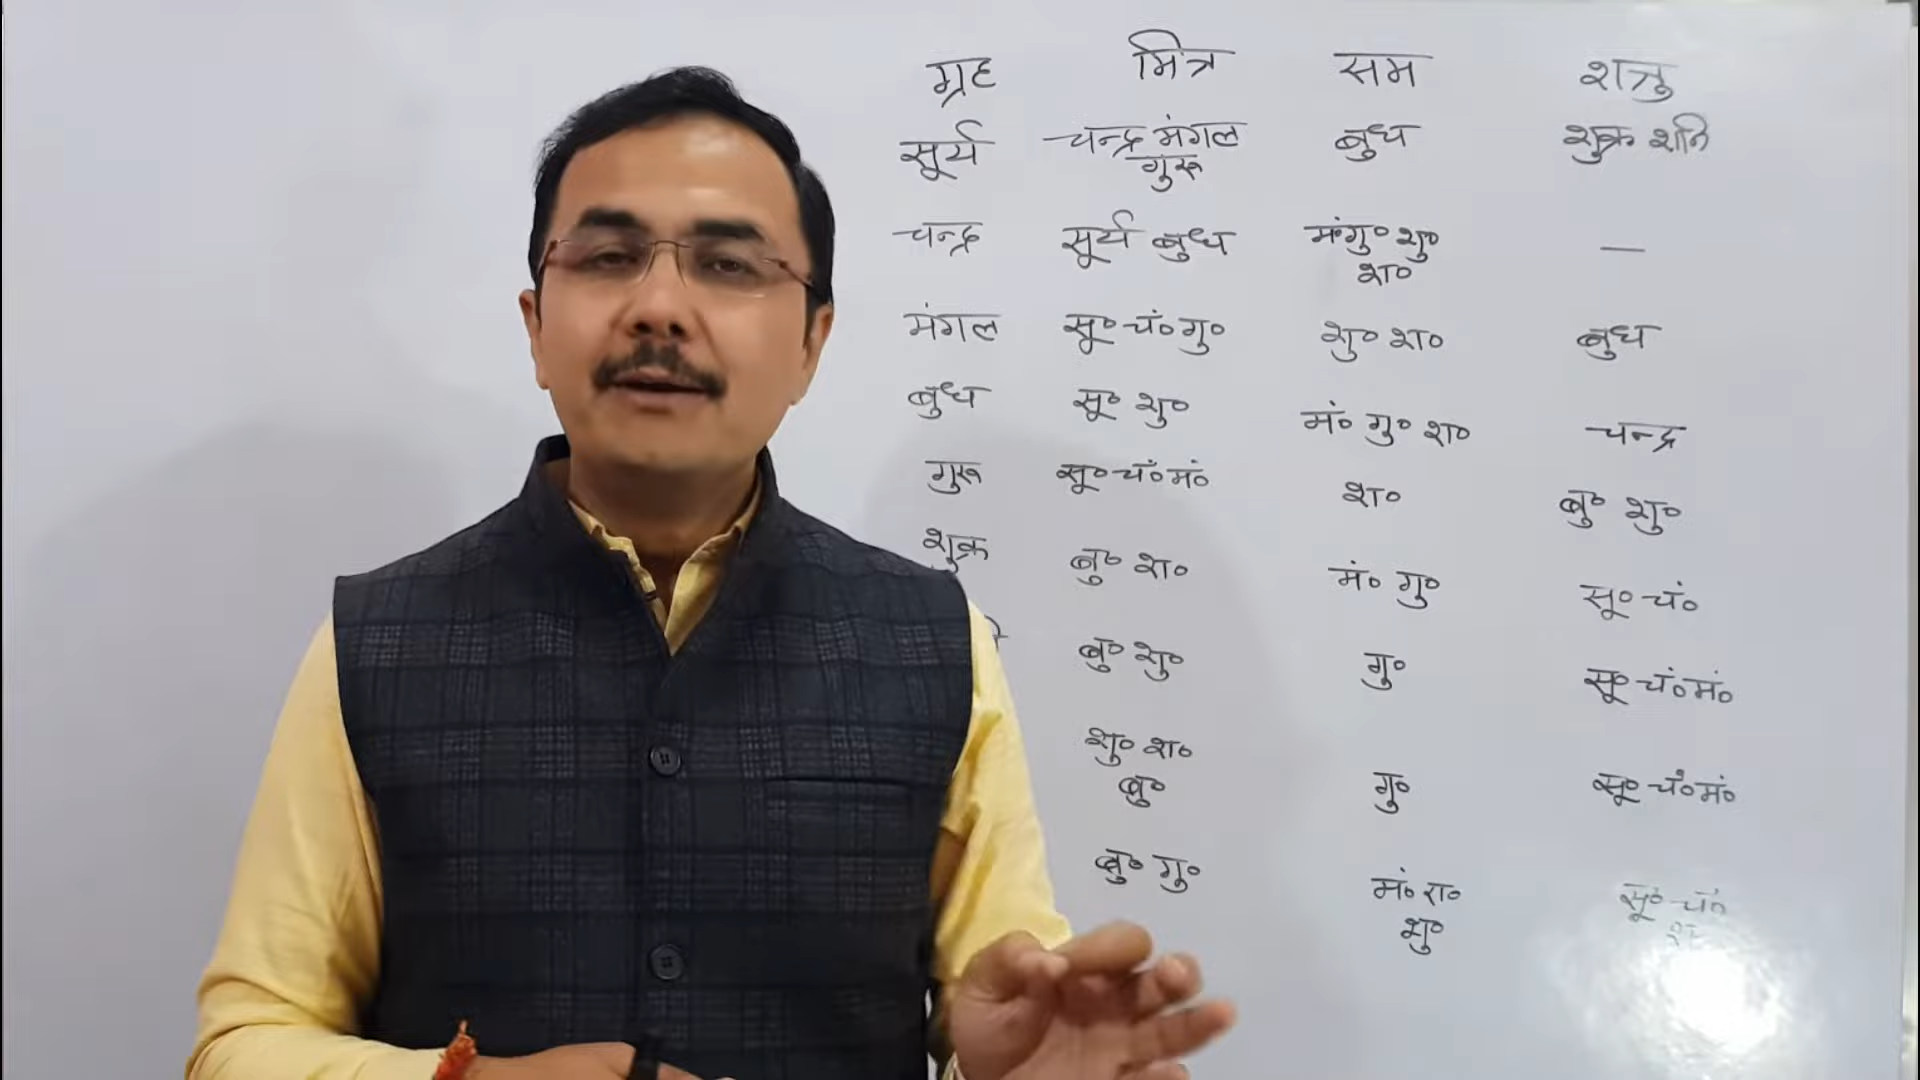 ग्रह मित्र सम शत्रु
सूर्य चन्द्र मंगल बुध शुक्र शनि
गुरू
चन्द्र सूर्य बुध मं०गु० शु० —
श०
मंगल सू० चं० गु० शु० श० बुध
बुध सू० शु० मं० गु० श० चन्द्र
गुरू सू० चं० मं० श० बु० शु०
शुक्र बु० श० मं० गु० सू० चं०
बु० शु० गु० सू० चं० मं०
शु० श०
बु० गु० सू० चं० मं०
बु० गु० मं० रा० सू० चं०
शु०